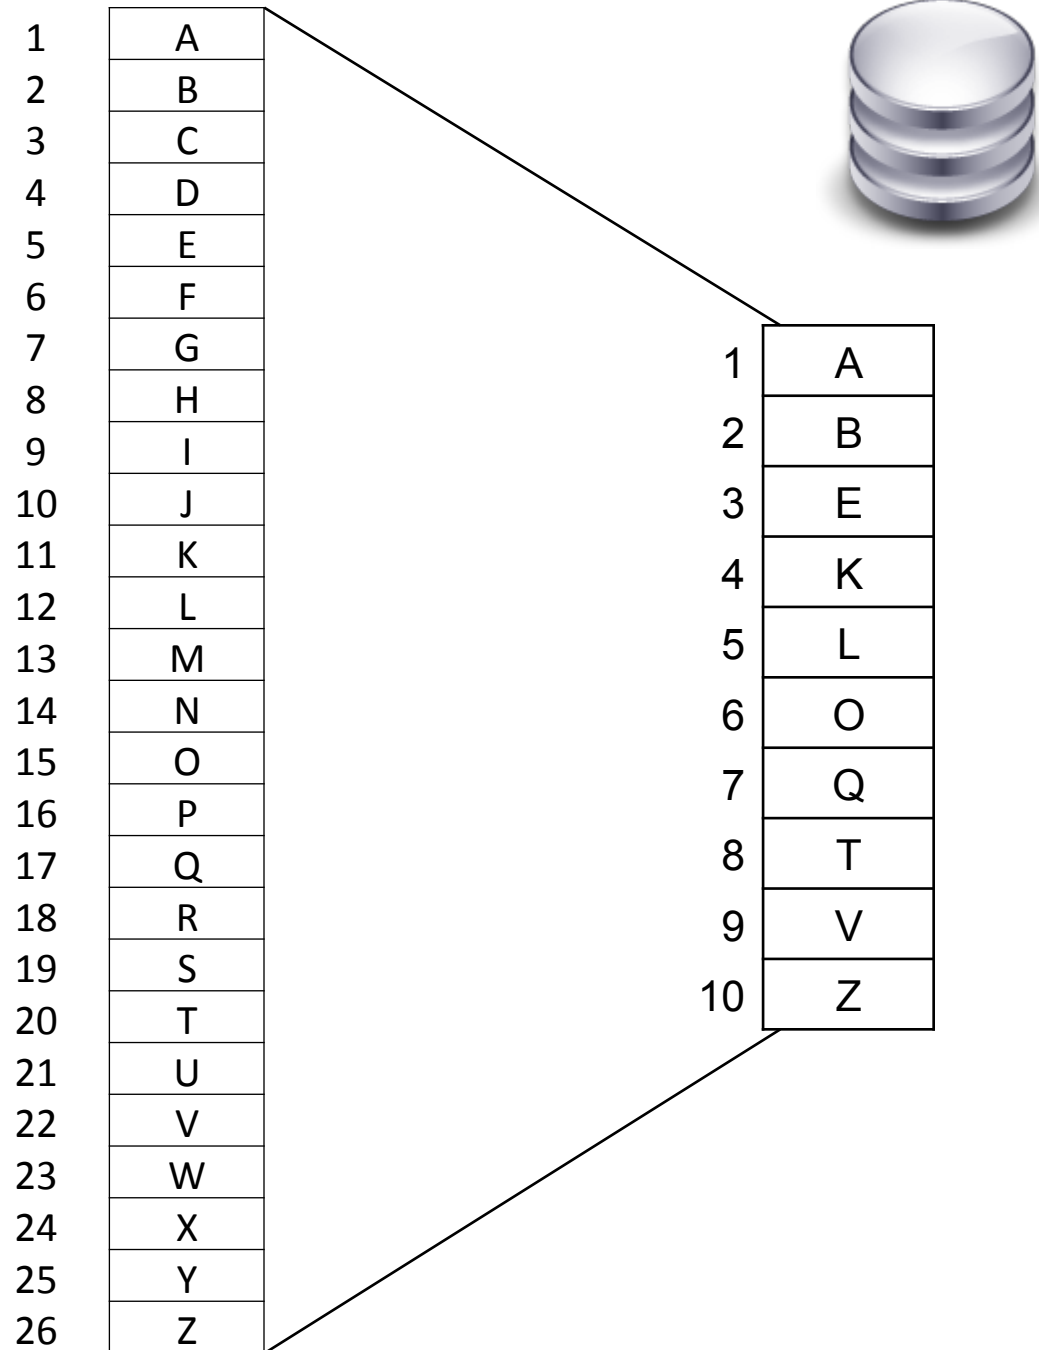 1 A
2 B
3 C
4 D
5 E
6 F
7 G
8 H
9 I
10 J
11 K
12 L
13 M
14 N
15 O
16 P
17 Q
18 R
19 S
20 T
21 U
22 V
23 W
24 X
25 Y
26 Z
1 A
2 B
3 E
4 K
5 L
6 O
7 Q
8 T
9 V
10 Z